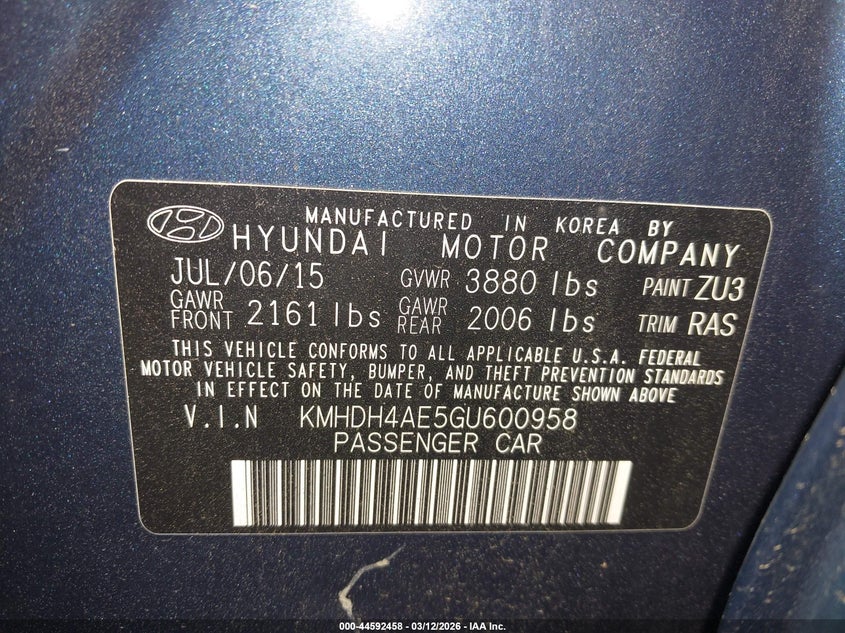 MANUFACTURED IN KOREA BY
HYUNDAI MOTOR COMPANY
JUL/06/15 GVWR 3880 lbs PAINT ZU3
GAWR FRONT 2161 lbs GAWR REAR 2006 lbs TRIM RAS
THIS VEHICLE CONFORMS TO ALL APPLICABLE U.S.A. FEDERAL
MOTOR VEHICLE SAFETY, BUMPER, AND THEFT PREVENTION STANDARDS
IN EFFECT ON THE DATE OF MANUFACTURE SHOWN ABOVE
V.I.N KMHDH4AE5GU600958
PASSENGER CAR
000-44592458 - 03/12/2026 - IAA Inc.